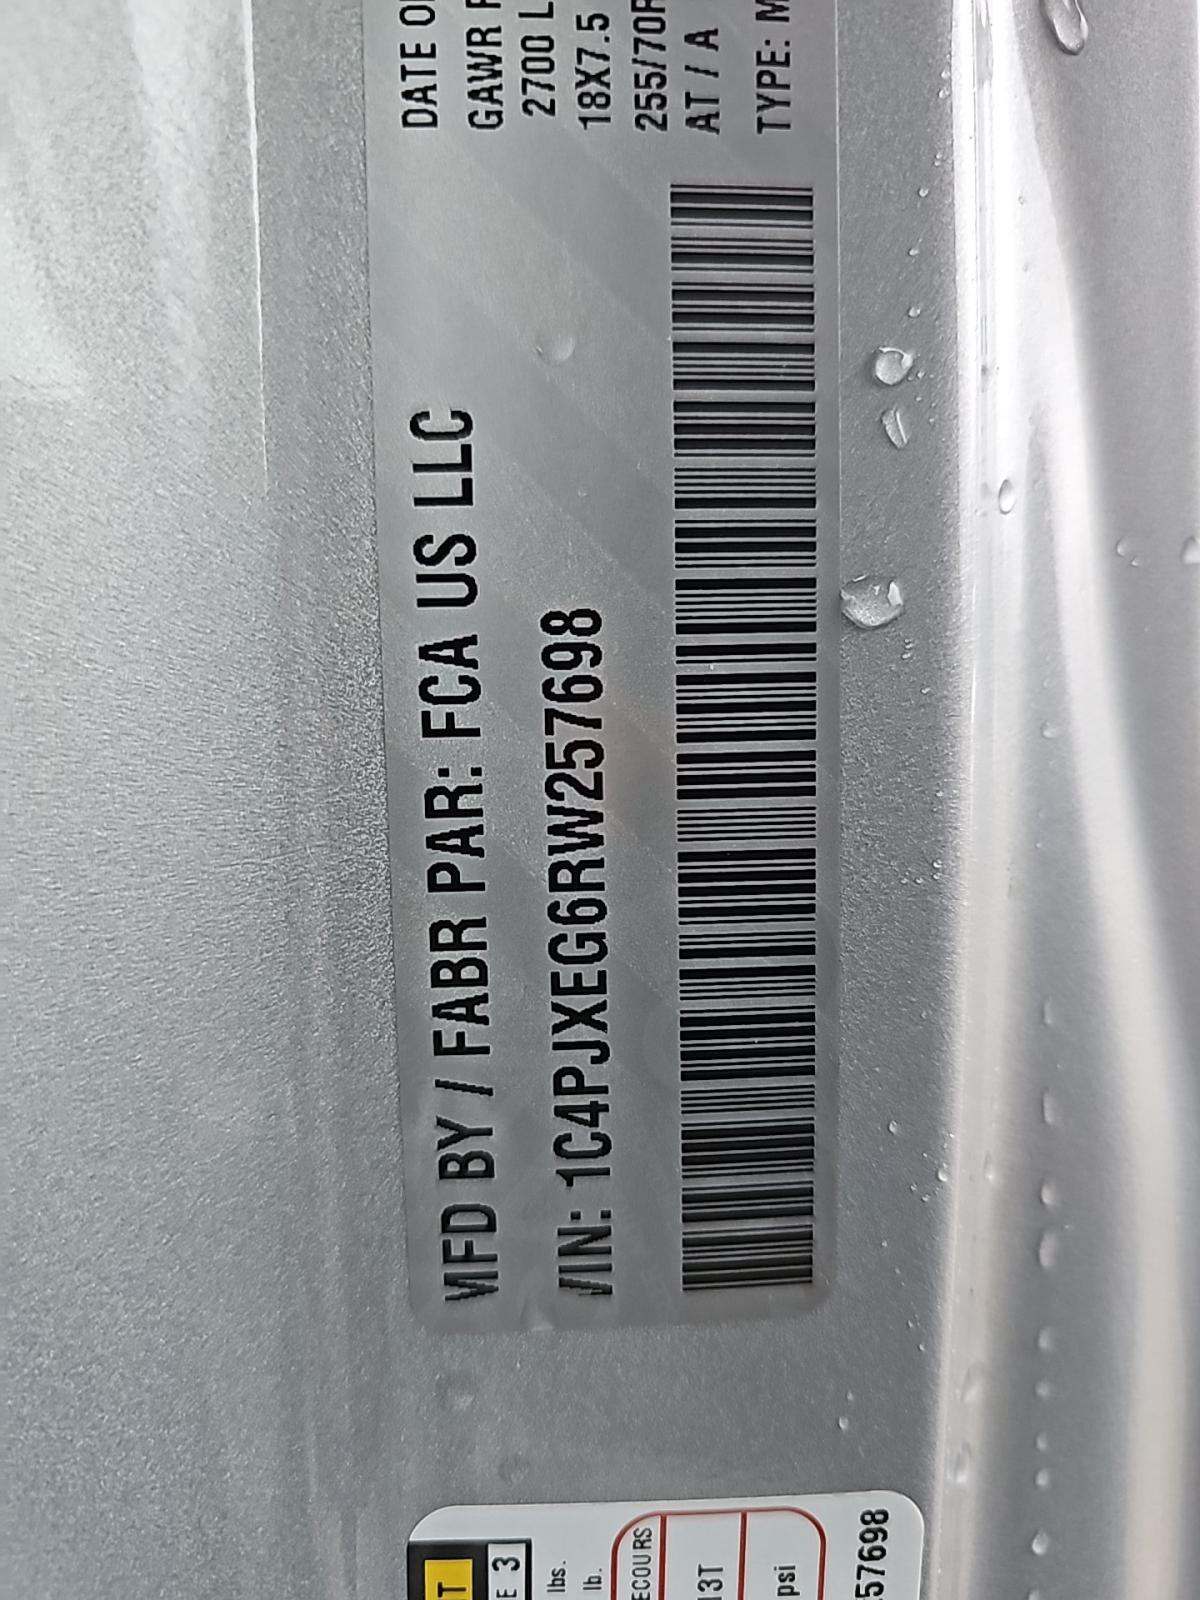 MFD BY / FABR PAR: FCA US LLC
VIN: 1C4PJXEG6RW257698
DATE O
GAWR
2700 L
18X7.5
255/70R
AT / A
TYPE: M
T
E 3
lbs.
lb.
ECOURS
13T
psi
57698